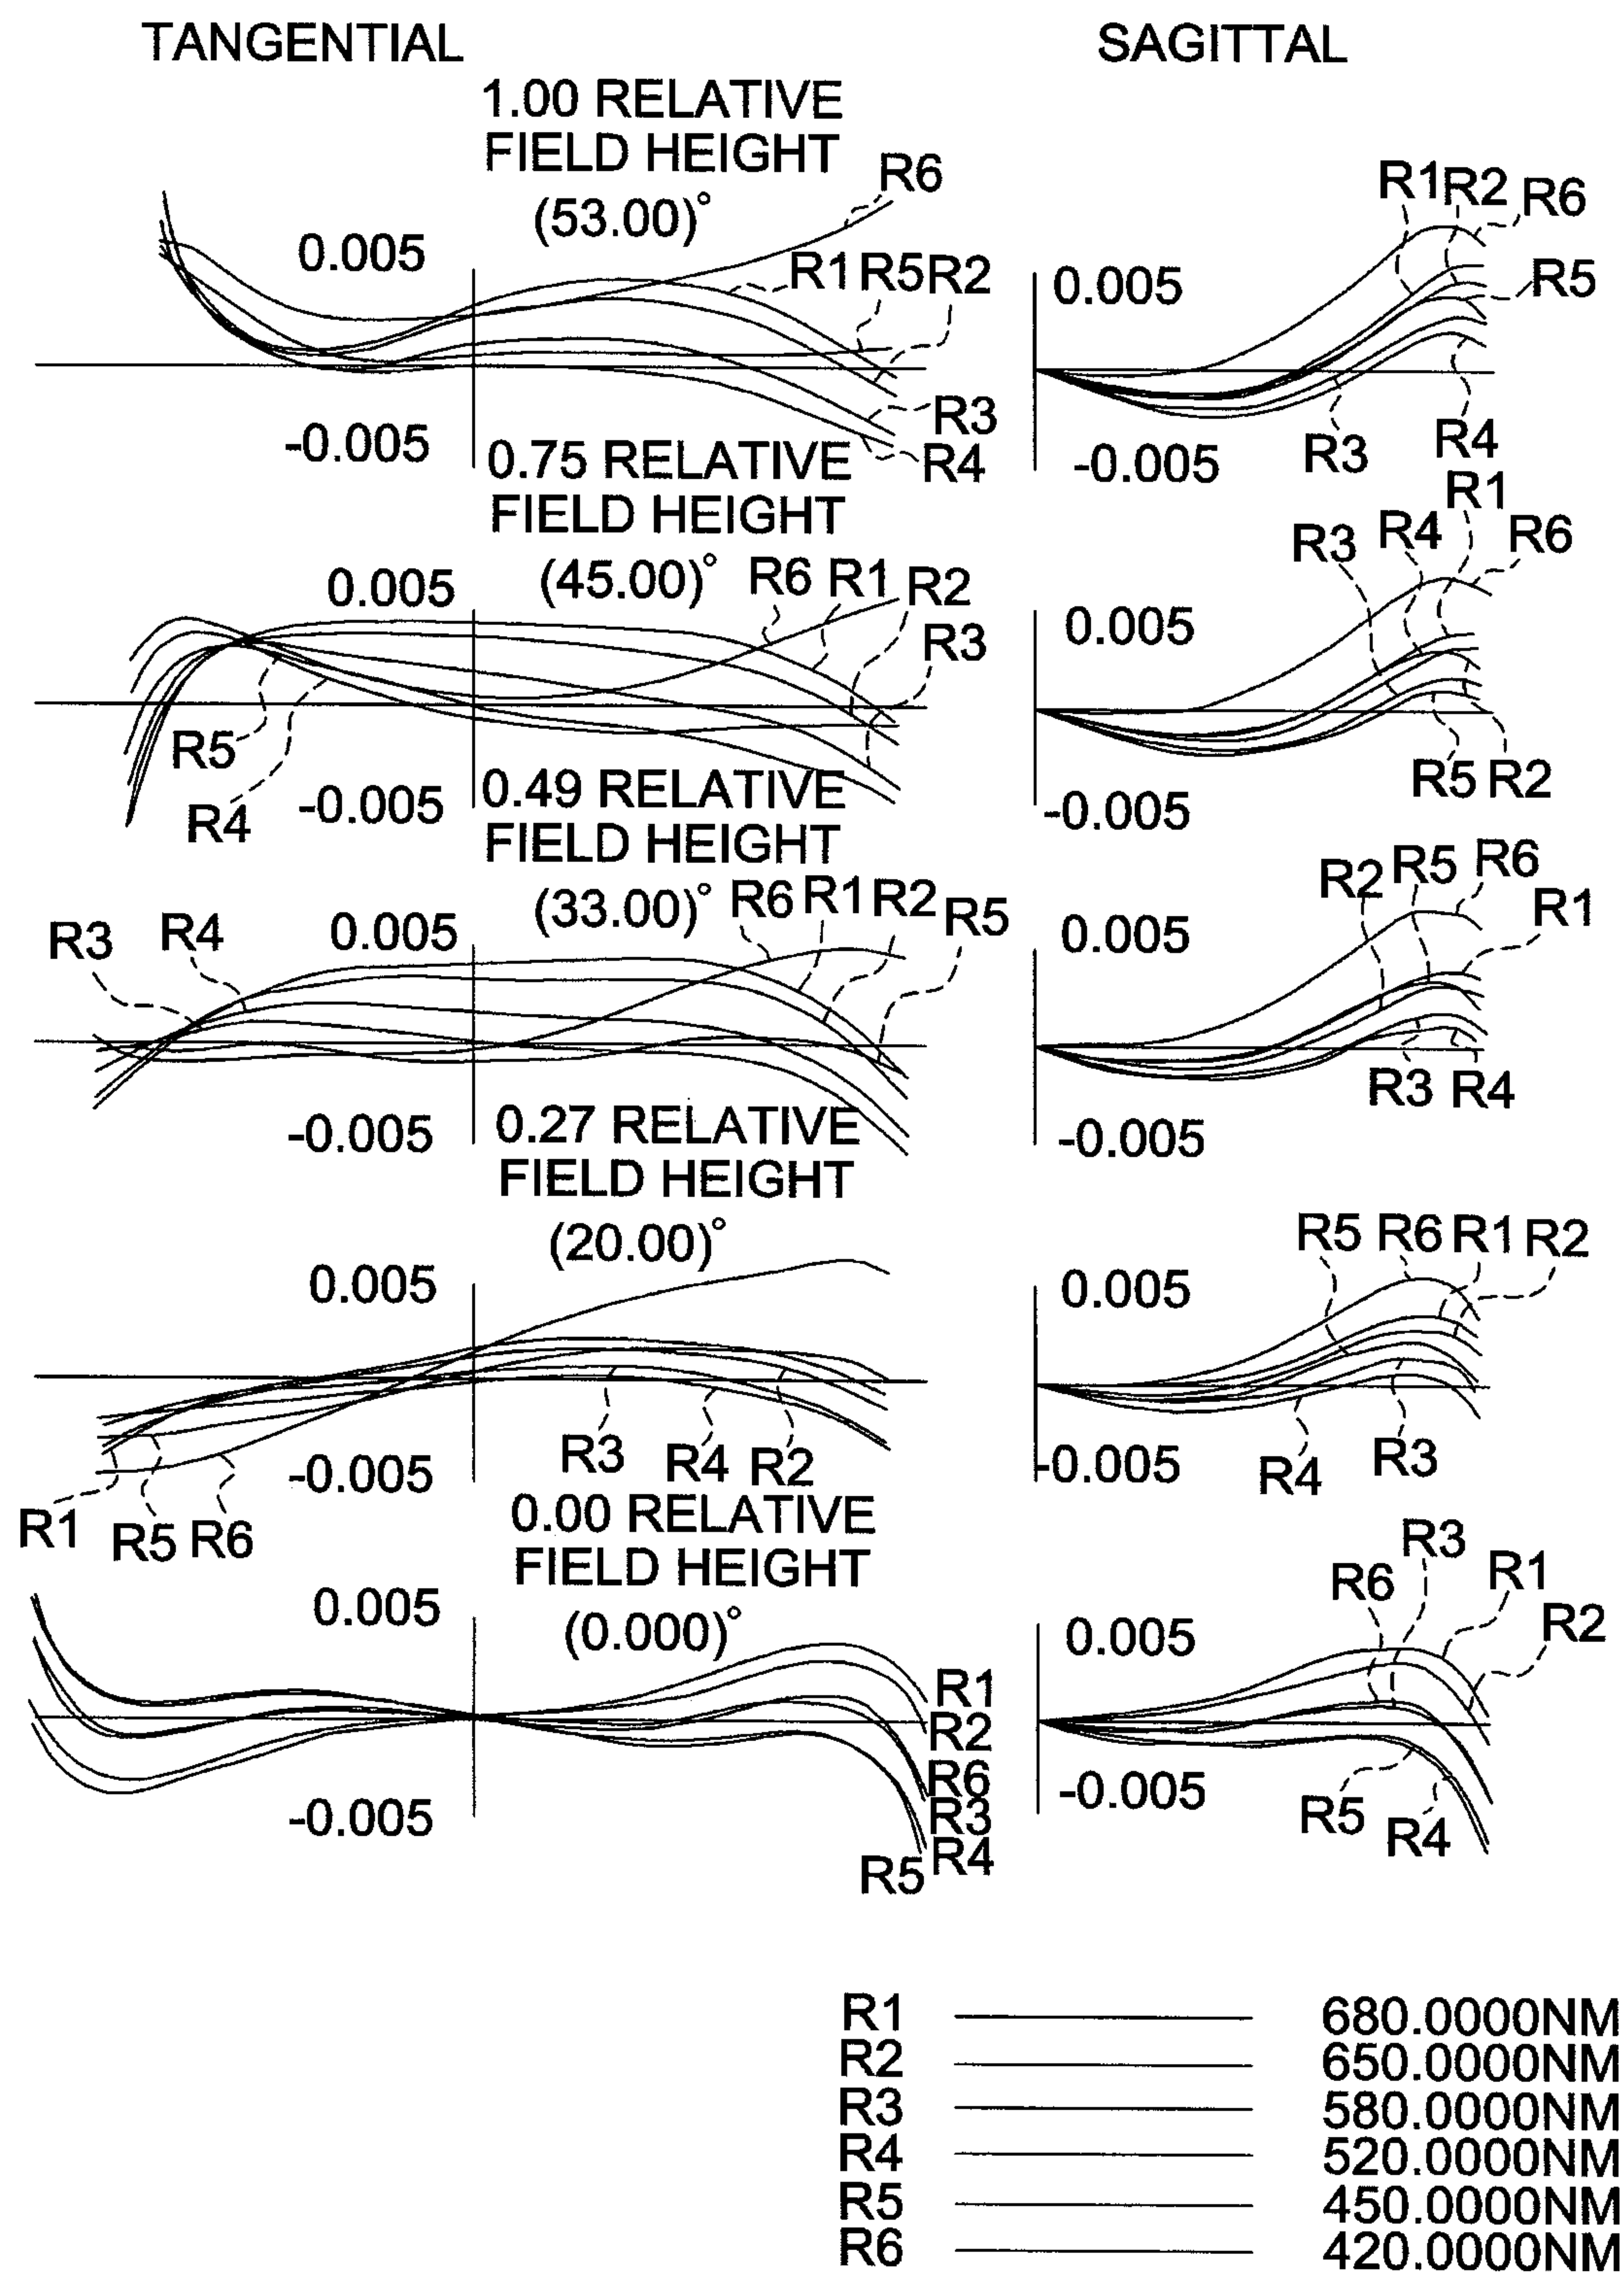 TANGENTIAL SAGITTAL
1.00 RELATIVE
FIELD HEIGHT
(53.00)°
R6
0.005
R1 R5 R2
R3
R4
-0.005
R1 R2 R6
R5
0.005
R3 R4
-0.005
0.75 RELATIVE
FIELD HEIGHT
(45.00)°
R6 R1 R2
R3
0.005
R5
R4
-0.005
R1
R3 R4 R6
0.005
R5 R2
-0.005
0.49 RELATIVE
FIELD HEIGHT
(33.00)°
R6 R1 R2 R5
R3 R4
0.005
-0.005
R2 R5 R6
R1
0.005
R3 R4
-0.005
0.27 RELATIVE
FIELD HEIGHT
(20.00)°
0.005
R3 R4 R2
-0.005
R1 R5 R6
R5 R6 R1 R2
0.005
-0.005
R4 R3
0.00 RELATIVE
FIELD HEIGHT
(0.000)°
0.005
R1
R2
R6
R3
R4
R5
-0.005
R3
R6 R1
R2
0.005
-0.005
R5 R4
R1 680.0000NM
R2 650.0000NM
R3 580.0000NM
R4 520.0000NM
R5 450.0000NM
R6 420.0000NM